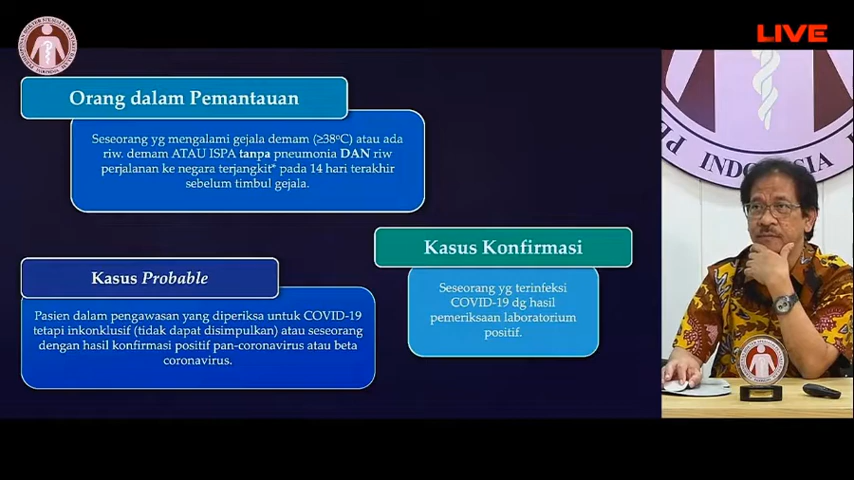 LIVE
Orang dalam Pemantauan
Seseorang yg mengalami gejala demam (≥38ºC) atau ada
riw. demam ATAU ISPA tanpa pneumonia DAN riw
perjalanan ke negara terjangkit* pada 14 hari terakhir
sebelum timbul gejala.
Kasus Konfirmasi
Seseorang yg terinfeksi
COVID-19 dg hasil
pemeriksaan laboratorium
positif.
Kasus Probable
Pasien dalam pengawasan yang diperiksa untuk COVID-19
tetapi inkonklusif (tidak dapat disimpulkan) atau seseorang
dengan hasil konfirmasi positif pan-coronavirus atau beta
coronavirus.
INDONESIA